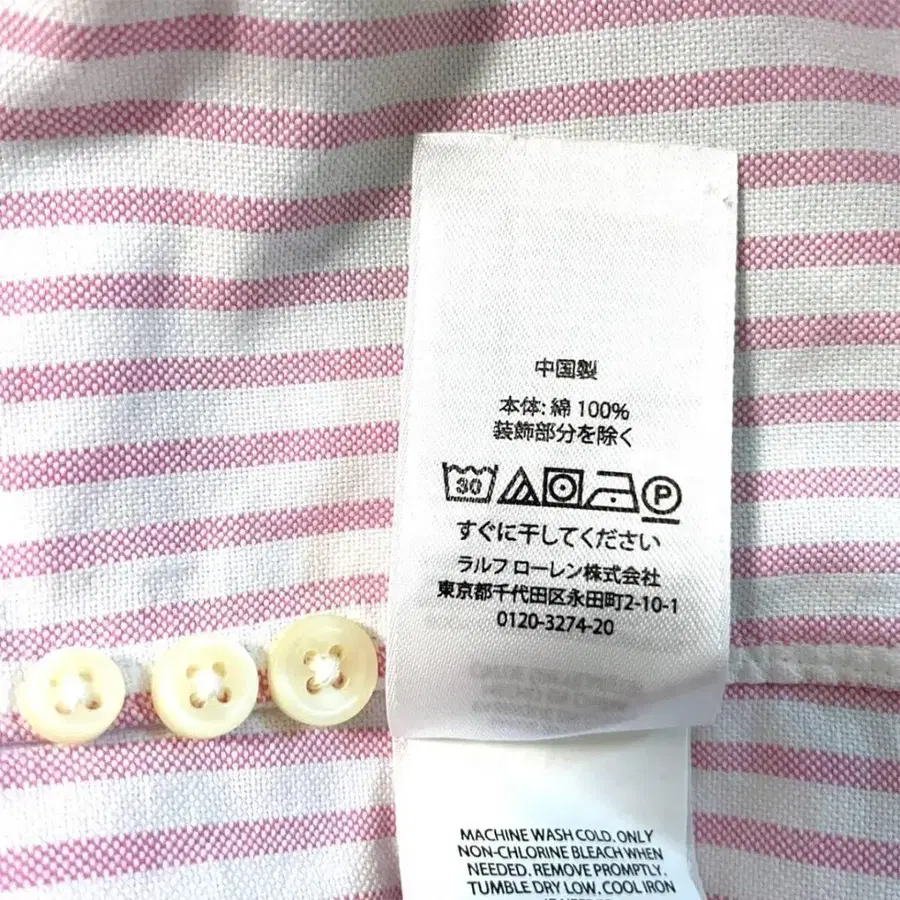 中国製
本体: 綿 100%
装飾部分を除く
30 P
すぐに干してください
ラルフ ローレン株式会社
東京都千代田区永田町2-10-1
0120-3274-20
MACHINE WASH COLD. ONLY
NON-CHLORINE BLEACH WHEN
NEEDED. REMOVE PROMPTLY.
TUMBLE DRY LOW. COOL IRON